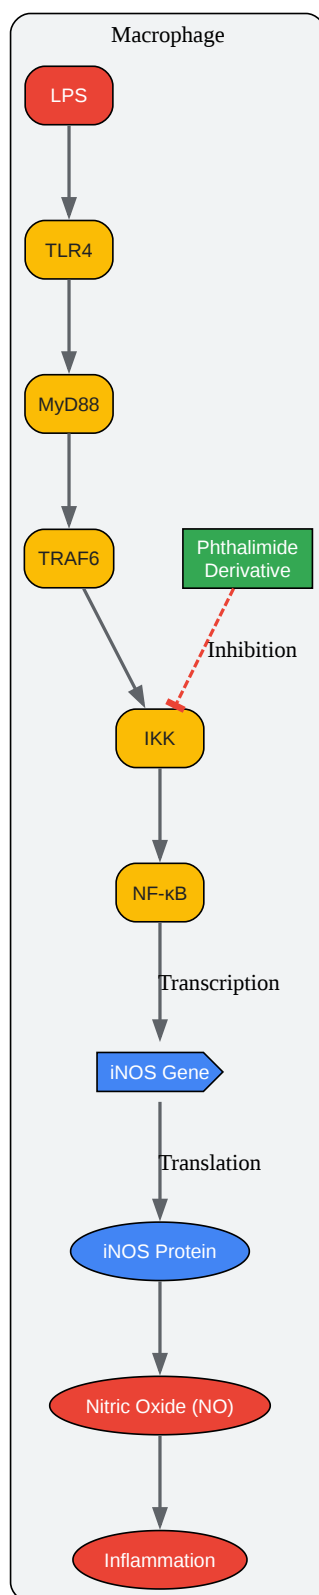 Macrophage
LPS
TLR4
MyD88
TRAF6
Phthalimide
Derivative
Inhibition
IKK
NF-κB
Transcription
iNOS Gene
Translation
iNOS Protein
Nitric Oxide (NO)
Inflammation